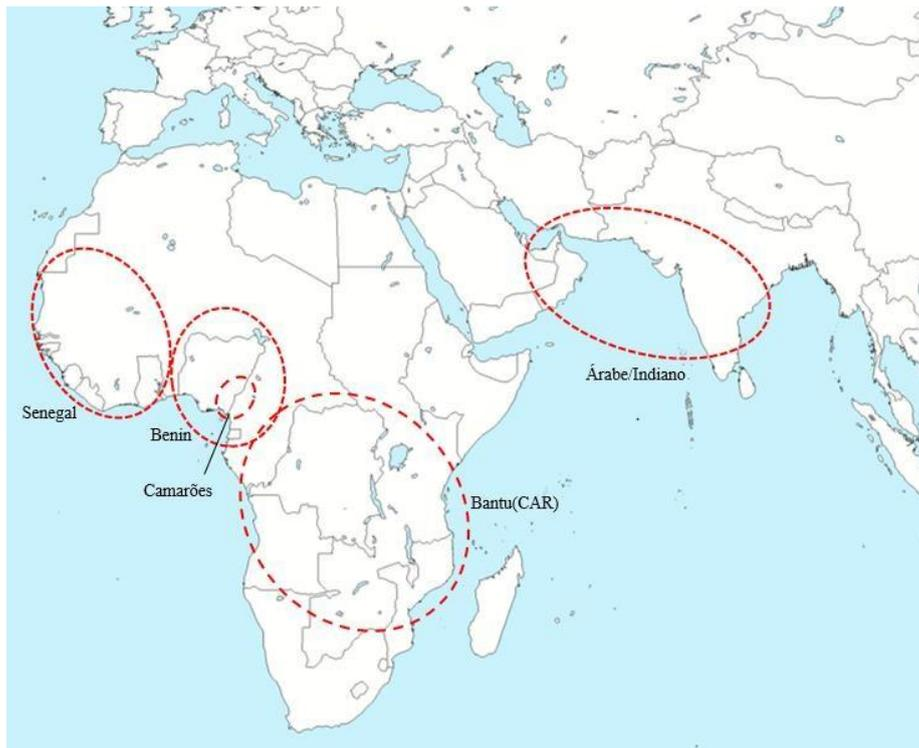 Árabe/Indiano
Senegal
Benin
Camarões
Bantu(CAR)